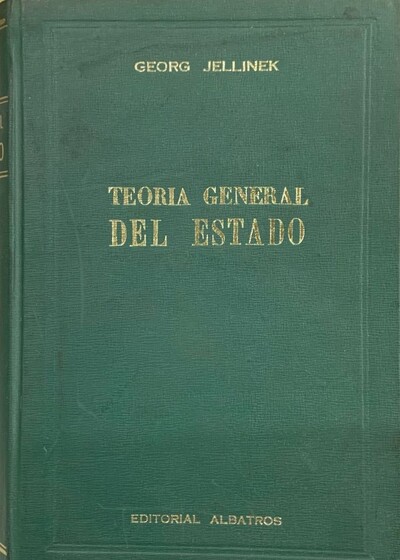 GEORG JELLINEK
TEORIA GENERAL
DEL ESTADO
EDITORIAL ALBATROS